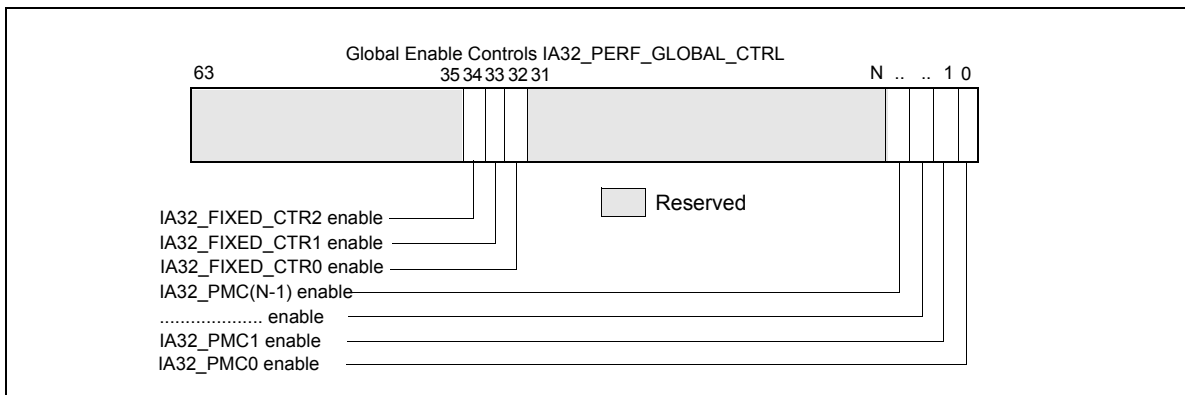 Global Enable Controls IA32_PERF_GLOBAL_CTRL
63 35 34 33 32 31 N .. .. 1 0
Reserved
IA32_FIXED_CTR2 enable
IA32_FIXED_CTR1 enable
IA32_FIXED_CTR0 enable
IA32_PMC(N-1) enable
.................... enable
IA32_PMC1 enable
IA32_PMC0 enable